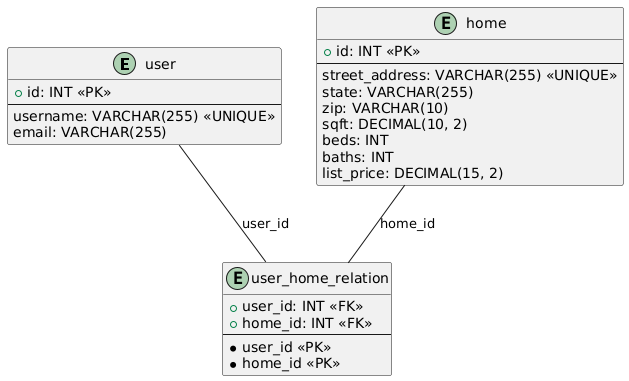 E user
id: INT «PK»
username: VARCHAR(255) «UNIQUE»
email: VARCHAR(255)
E home
id: INT «PK»
street_address: VARCHAR(255) «UNIQUE»
state: VARCHAR(255)
zip: VARCHAR(10)
sqft: DECIMAL(10, 2)
beds: INT
baths: INT
list_price: DECIMAL(15, 2)
user_id
home_id
E user_home_relation
user_id: INT «FK»
home_id: INT «FK»
user_id «PK»
home_id «PK»